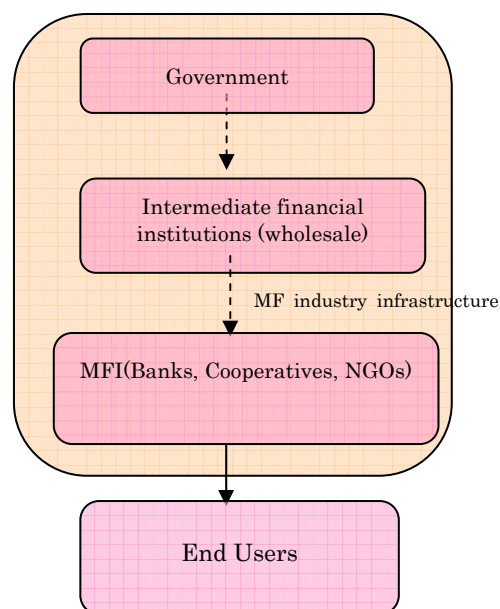 Government
Intermediate financial
institutions (wholesale)
MF industry infrastructure
MFI(Banks, Cooperatives, NGOs)
End Users